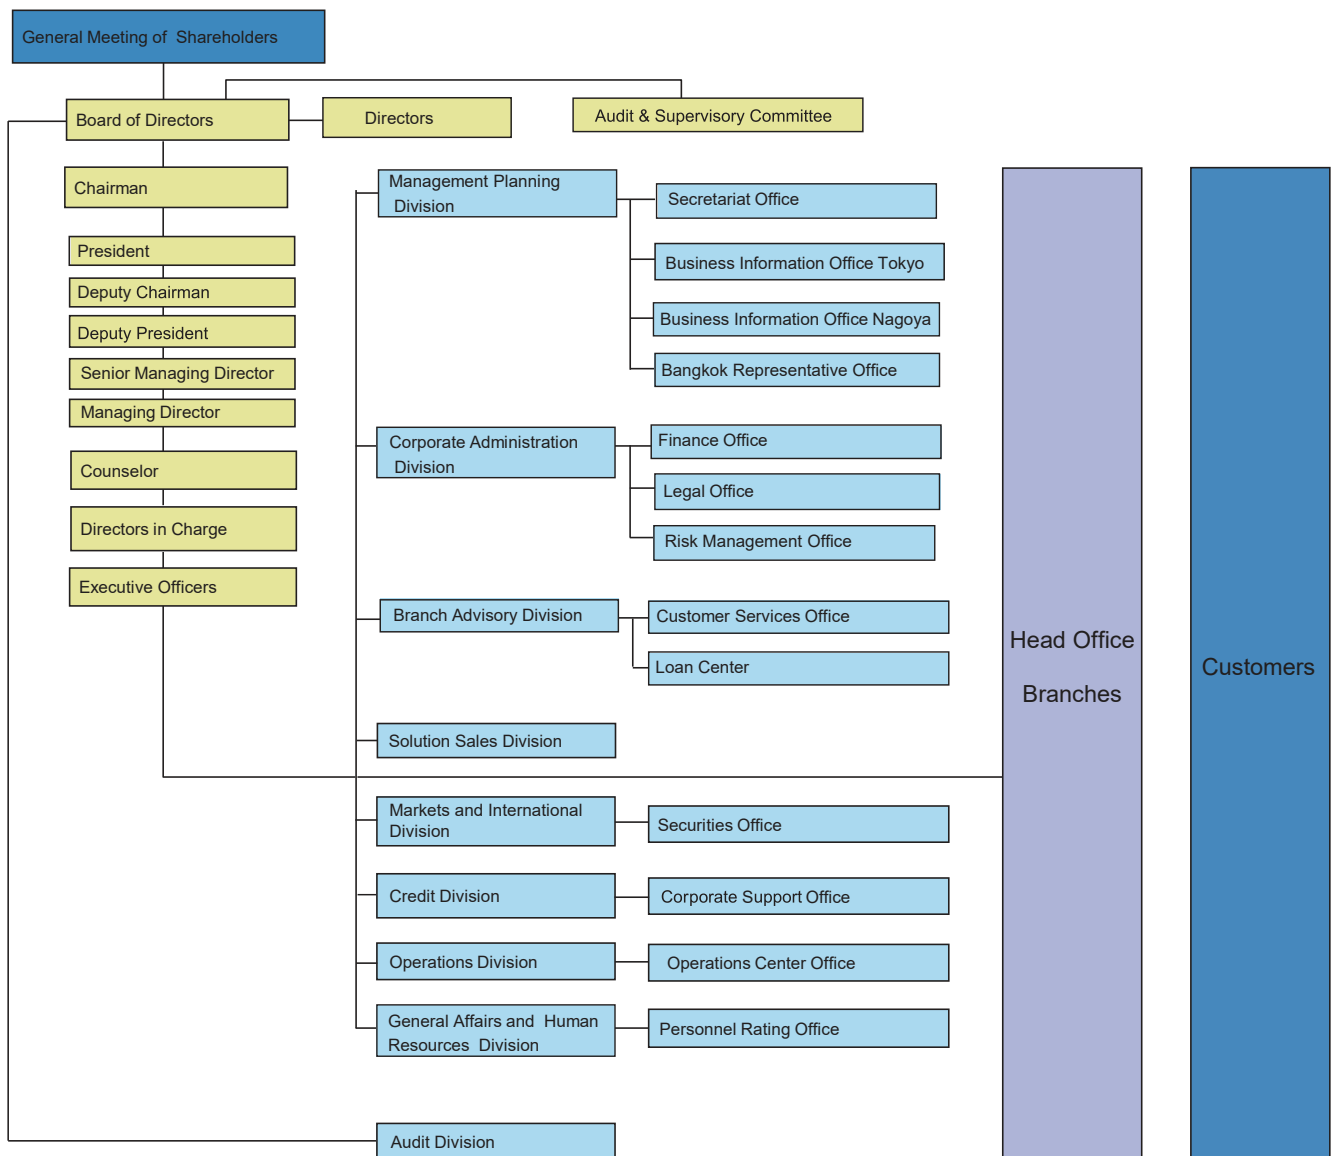 General Meeting of Shareholders
Board of Directors
Directors
Audit & Supervisory Committee
Chairman
President
Deputy Chairman
Deputy President
Senior Managing Director
Managing Director
Counselor
Directors in Charge
Executive Officers
Management Planning
Division
Secretariat Office
Business Information Office Tokyo
Business Information Office Nagoya
Bangkok Representative Office
Corporate Administration
Division
Finance Office
Legal Office
Risk Management Office
Branch Advisory Division
Customer Services Office
Loan Center
Solution Sales Division
Markets and International
Division
Securities Office
Credit Division
Corporate Support Office
Operations Division
Operations Center Office
General Affairs and Human
Resources Division
Personnel Rating Office
Audit Division
Head Office
Branches
Customers